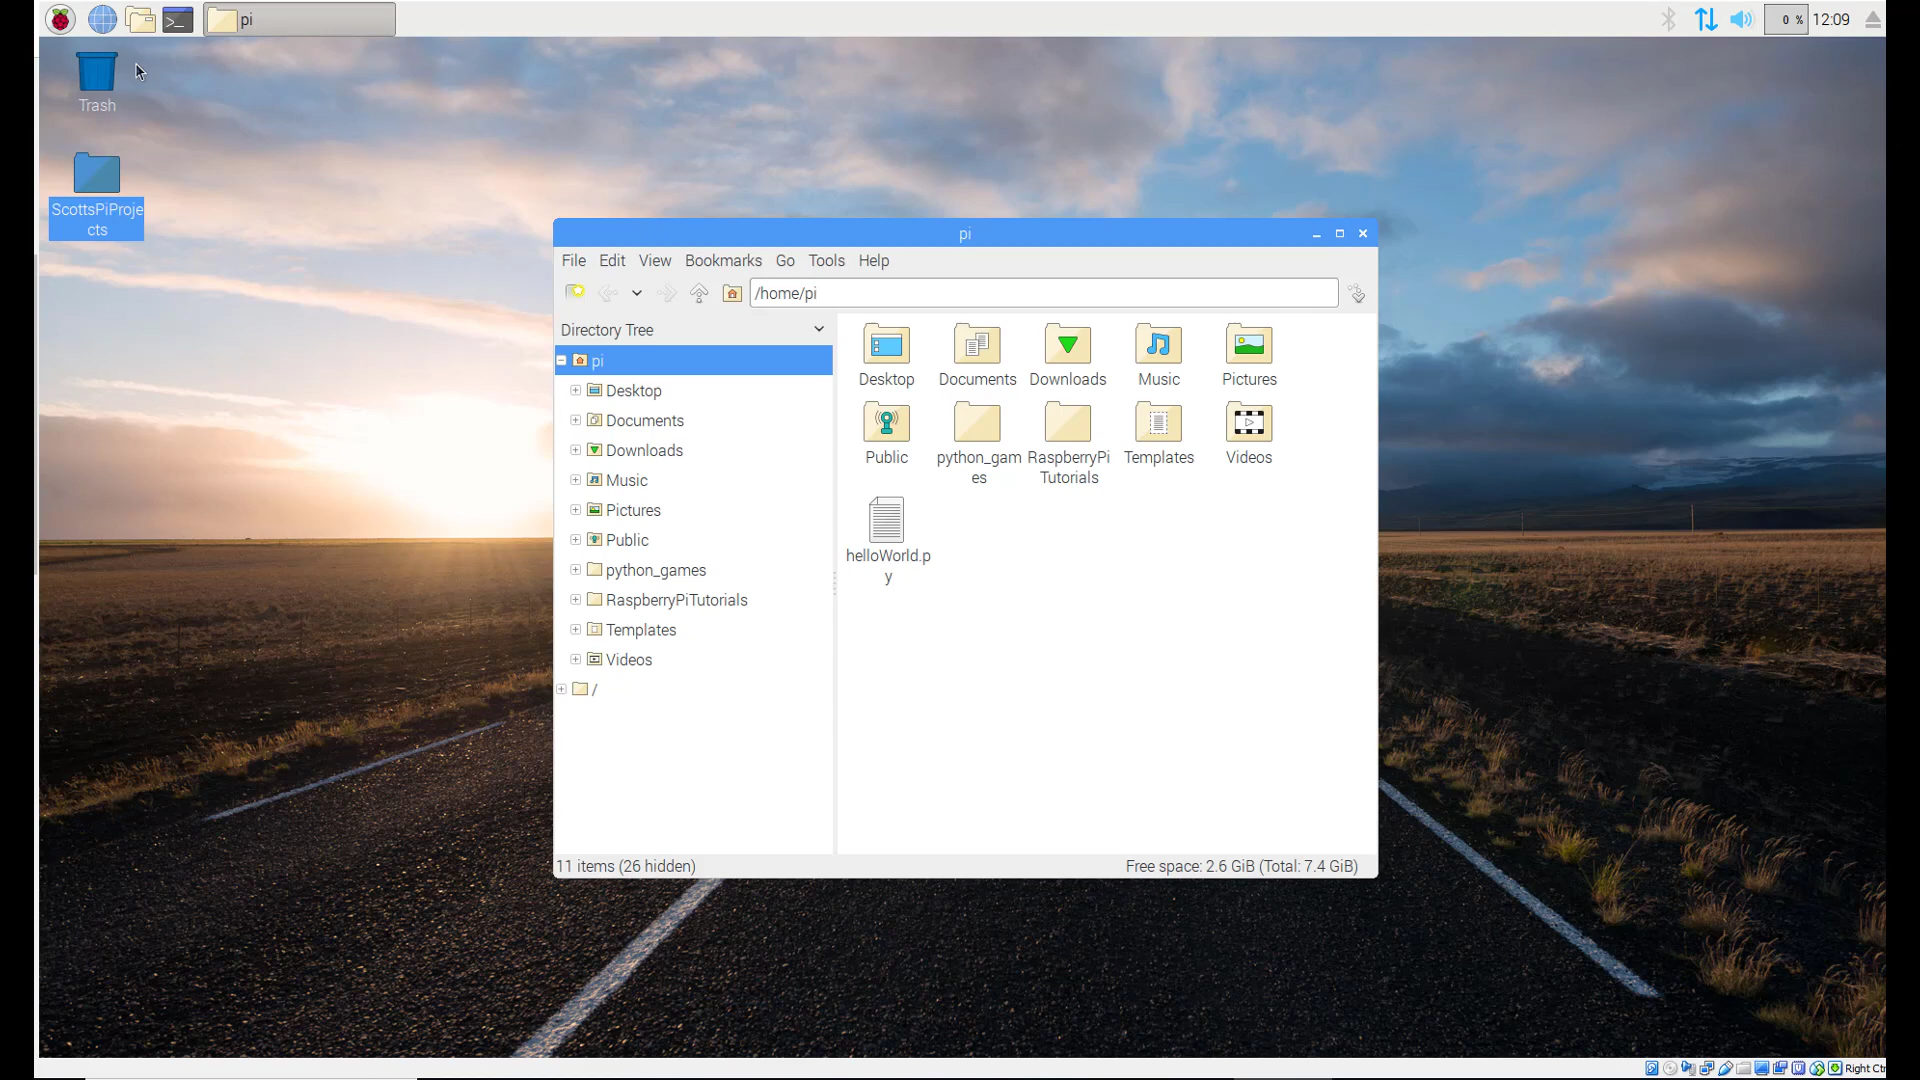 pi
0 %
12:09
Trash
ScottsPiProje
cts
pi
File Edit View Bookmarks Go Tools Help
/home/pi
Directory Tree
pi
Desktop
Documents
Downloads
Music
Pictures
Public
python_games
RaspberryPiTutorials
Templates
Videos
/
Desktop Documents Downloads Music Pictures
Public python_gam RaspberryPi Templates Videos
es Tutorials
helloWorld.p
y
11 items (26 hidden)
Free space: 2.6 GiB (Total: 7.4 GiB)
Right Ctr